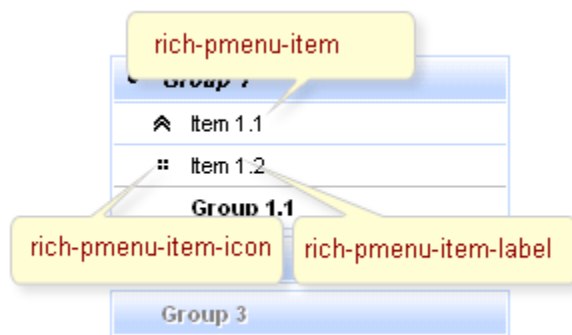 rich-pmenu-item
Group 1
Item 1.1
Item 1.2
Group 1.1
rich-pmenu-item-icon
rich-pmenu-item-label
Group 3